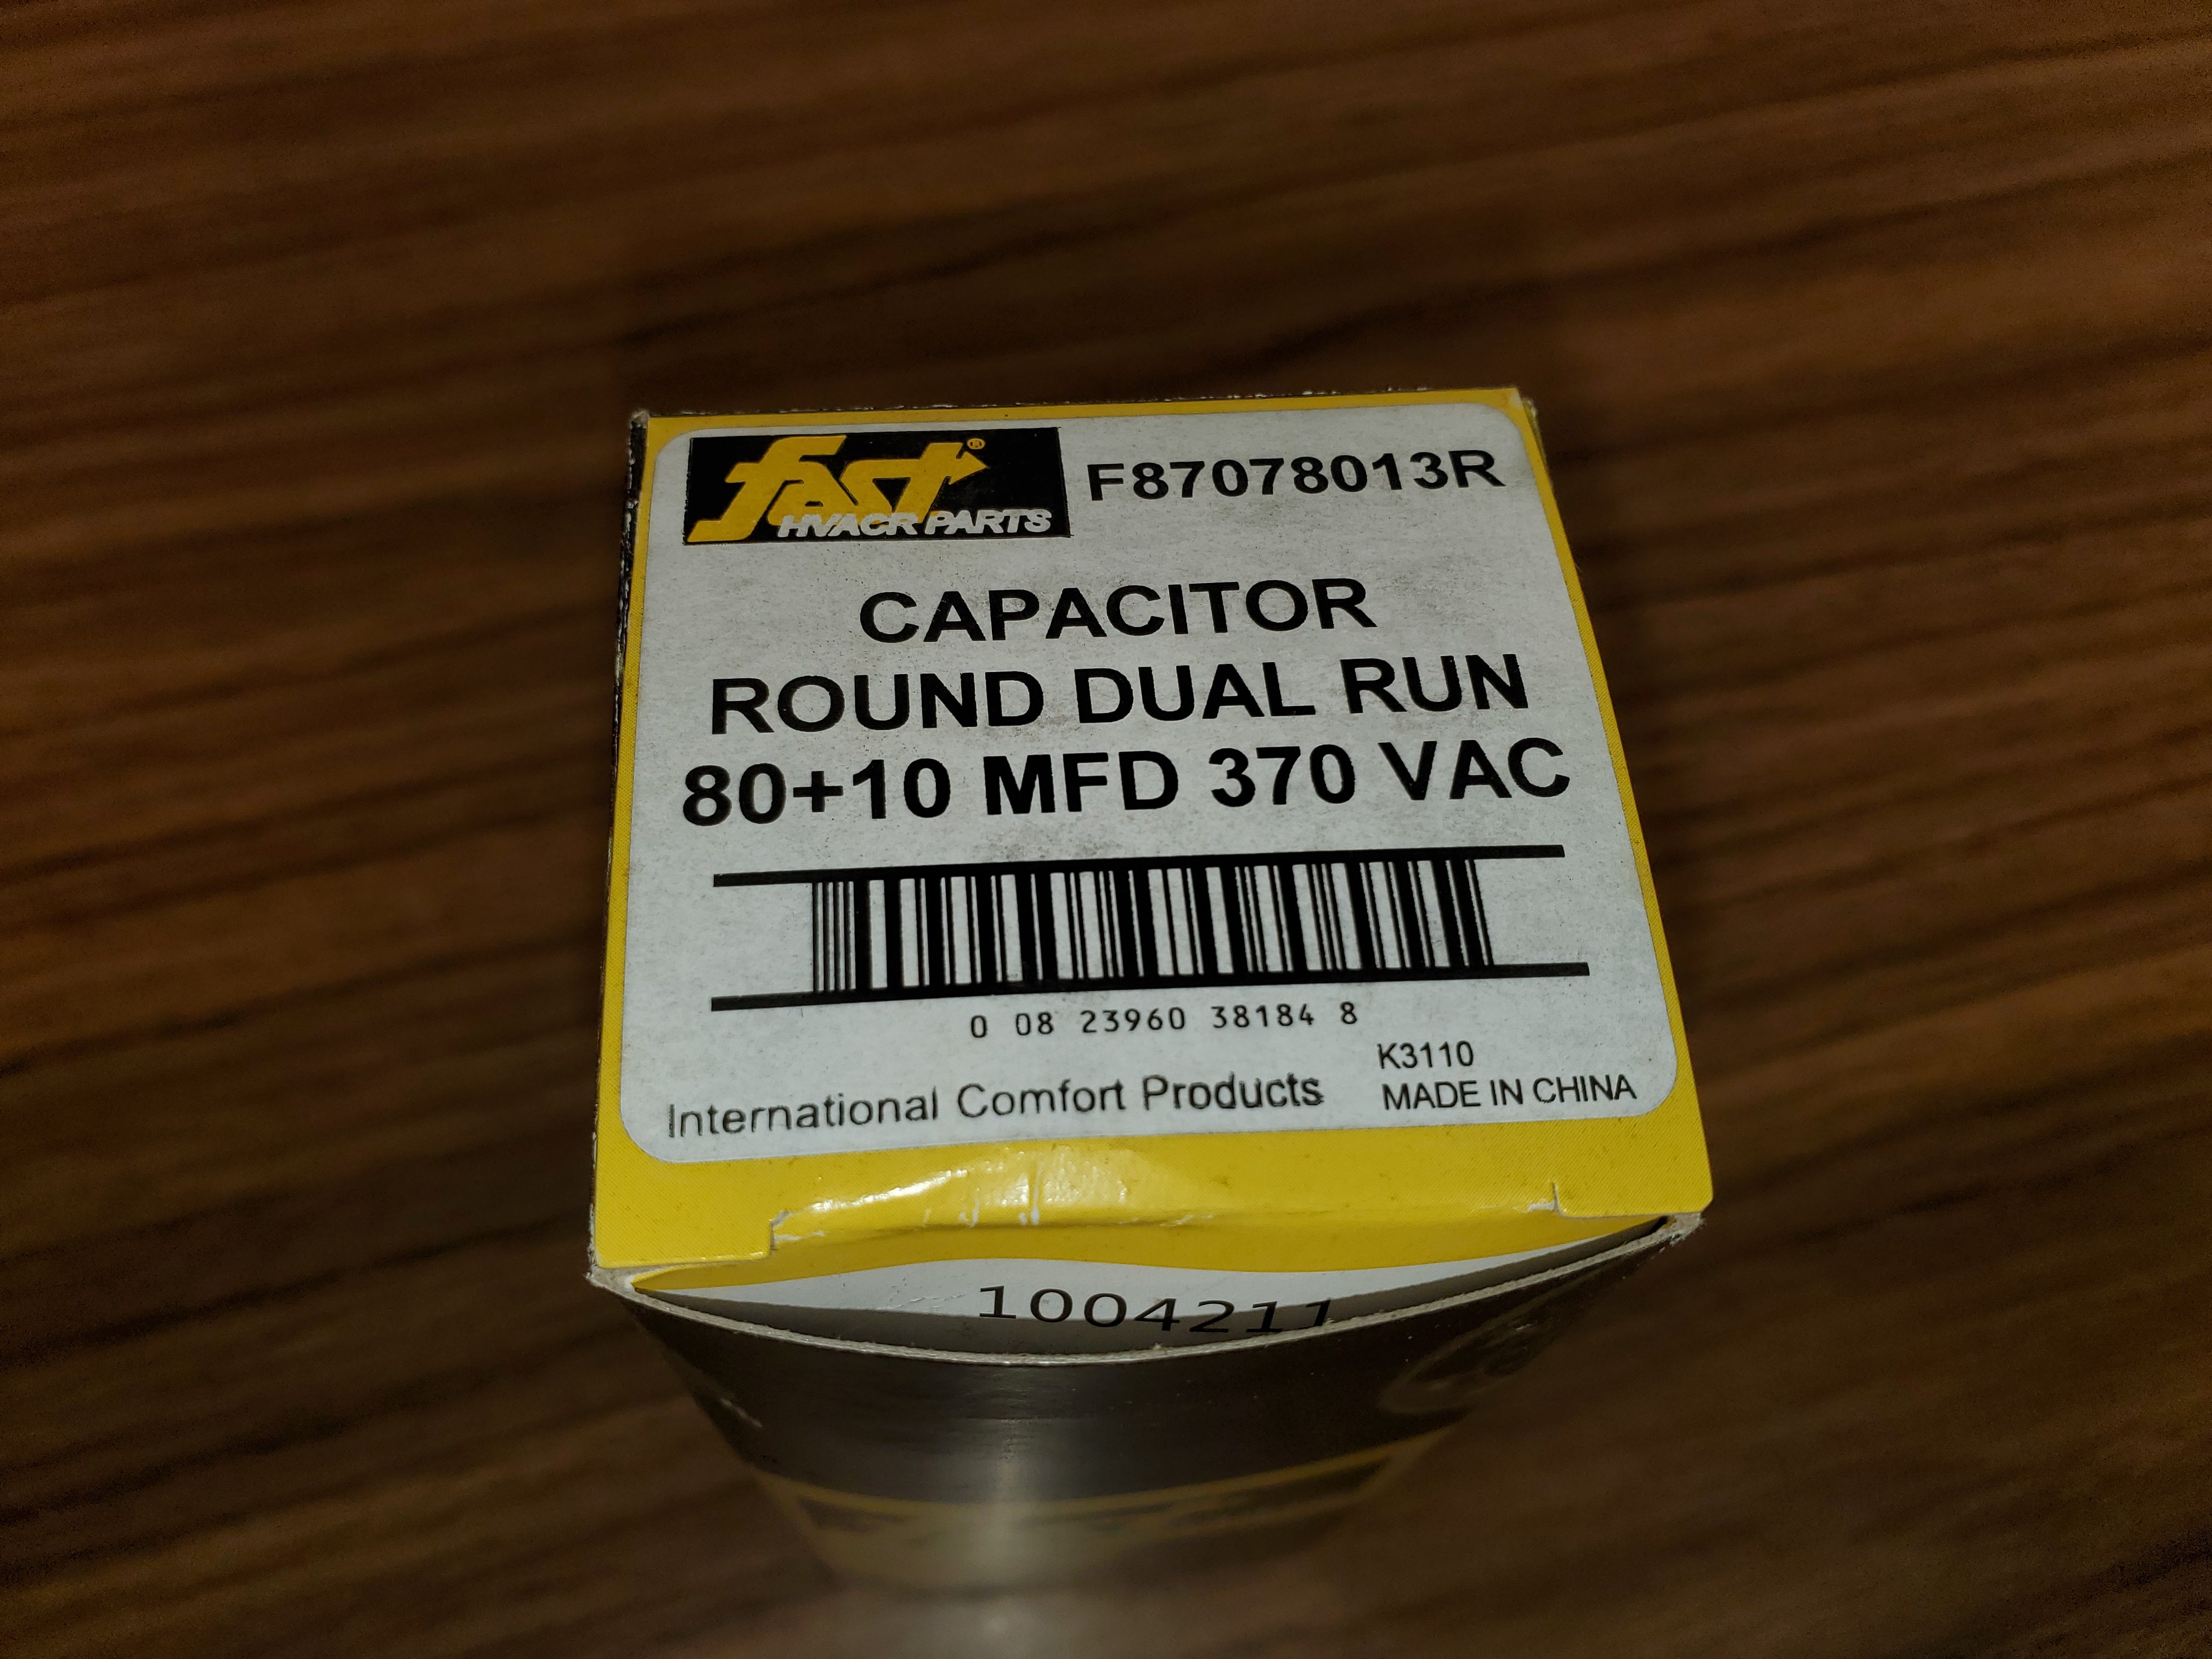 fast® F87078013R
HVACR PARTS
CAPACITOR
ROUND DUAL RUN
80+10 MFD 370 VAC
0 08 23960 38184 8
K3110
International Comfort Products MADE IN CHINA
1004211